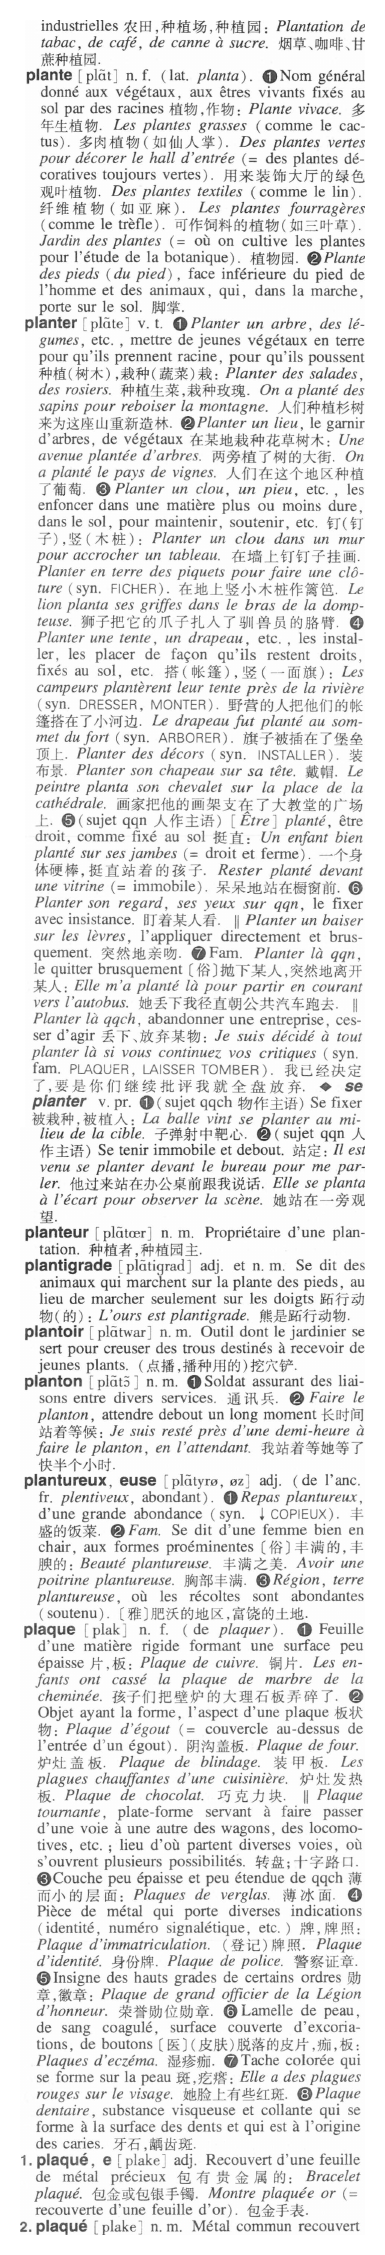 industrielles 农田,种植场,种植园: Plantation de
tabac, de café, de canne à sucre. 烟草、咖啡、甘
蔗种植园.
plante [plɑ̃t] n. f. (lat. planta). ❶Nom général
donné aux végétaux, aux êtres vivants fixés au
sol par des racines 植物,作物: Plante vivace. 多
年生植物. Les plantes grasses (comme le cac-
tus). 多肉植物(如仙人掌). Des plantes vertes
pour décorer le hall d'entrée (= des plantes dé-
coratives toujours vertes). 用来装饰大厅的绿色
观叶植物. Des plantes textiles (comme le lin).
纤维植物(如亚麻). Les plantes fourragères
(comme le trèfle). 可作饲料的植物(如三叶草).
Jardin des plantes (= où on cultive les plantes
pour l'étude de la botanique). 植物园. ❷Plante
des pieds (du pied), face inférieure du pied de
l'homme et des animaux, qui, dans la marche,
porte sur le sol. 脚掌.
planter [plɑ̃te] v. t. ❶Planter un arbre, des lé-
gumes, etc., mettre de jeunes végétaux en terre
pour qu'ils prennent racine, pour qu'ils poussent
种植(树木),栽种(蔬菜)栽: Planter des salades,
des rosiers. 种植生菜,栽种玫瑰. On a planté des
sapins pour reboiser la montagne. 人们种植杉树
来为这座山重新造林. ❷Planter un lieu, le garnir
d'arbres, de végétaux 在某地栽种花草树木: Une
avenue plantée d'arbres. 两旁植了树的大街. On
a planté le pays de vignes. 人们在这个地区种植
了葡萄. ❸Planter un clou, un pieu, etc., les
enfoncer dans une matière plus ou moins dure,
dans le sol, pour maintenir, soutenir, etc. 钉(钉
子),竖(木桩): Planter un clou dans un mur
pour accrocher un tableau. 在墙上钉钉子挂画.
Planter en terre des piquets pour faire une clô-
ture (syn. FICHER). 在地上竖小木桩作篱笆. Le
lion planta ses griffes dans le bras de la domp-
teuse. 狮子把它的爪子扎入了驯兽员的胳臂. ❹
Planter une tente, un drapeau, etc., les instal-
ler, les placer de façon qu'ils restent droits,
fixés au sol, etc. 搭(帐篷),竖(一面旗): Les
campeurs plantèrent leur tente près de la rivière
(syn. DRESSER, MONTER). 野营的人把他们的帐
篷搭在了小河边. Le drapeau fut planté au som-
met du fort (syn. ARBORER). 旗子被插在了堡垒
顶上. Planter des décors (syn. INSTALLER). 装
布景. Planter son chapeau sur sa tête. 戴帽. Le
peintre planta son chevalet sur la place de la
cathédrale. 画家把他的画架支在了大教堂的广场
上. ❺(sujet qqn 人作主语) [Être] planté, être
droit, comme fixé au sol 挺直: Un enfant bien
planté sur ses jambes (= droit et ferme). 一个身
体硬棒,挺直站着的孩子. Rester planté devant
une vitrine (= immobile). 呆呆地站在橱窗前. ❻
Planter son regard, ses yeux sur qqn, le fixer
avec insistance. 盯着某人看. ‖ Planter un baiser
sur les lèvres, l'appliquer directement et brus-
quement. 突然地亲吻. ❼Fam. Planter là qqn,
le quitter brusquement [俗]抛下某人,突然地离开
某人: Elle m'a planté là pour partir en courant
vers l'autobus. 她丢下我径直朝公共汽车跑去. ‖
Planter là qqch, abandonner une entreprise, ces-
ser d'agir 丢下、放弃某物: Je suis décidé à tout
planter là si vous continuez vos critiques (syn.
fam. PLAQUER, LAISSER TOMBER). 我已经决定
了,要是你们继续批评我就全盘放弃. ◆ se
planter v. pr. ❶(sujet qqch 物作主语) Se fixer
被栽种,被植入: La balle vint se planter au mi-
lieu de la cible. 子弹射中靶心. ❷(sujet qqn 人
作主语) Se tenir immobile et debout. 站定: Il est
venu se planter devant le bureau pour me par-
ler. 他过来站在办公桌前跟我说话. Elle se planta
à l'écart pour observer la scène. 她站在一旁观
望.
planteur [plɑ̃tœr] n. m. Propriétaire d'une plan-
tation. 种植者,种植园主.
plantigrade [plɑ̃tigrad] adj. et n. m. Se dit des
animaux qui marchent sur la plante des pieds, au
lieu de marcher seulement sur les doigts 跖行动
物(的): L'ours est plantigrade. 熊是跖行动物.
plantoir [plɑ̃twar] n. m. Outil dont le jardinier se
sert pour creuser des trous destinés à recevoir de
jeunes plants. (点播,播种用的)挖穴铲.
planton [plɑ̃tɔ̃] n. m. ❶Soldat assurant des liai-
sons entre divers services. 通讯兵. ❷ Faire le
planton, attendre debout un long moment 长时间
站着等候: Je suis resté près d'une demi-heure à
faire le planton, en l'attendant. 我站着等她等了
快半个小时.
plantureux, euse [plɑ̃tyrø, øz] adj. (de l'anc.
fr. plentiveux, abondant). ❶Repas plantureux,
d'une grande abondance (syn. ↓COPIEUX). 丰
盛的饭菜. ❷Fam. Se dit d'une femme bien en
chair, aux formes proéminentes [俗]丰满的,丰
腴的: Beauté plantureuse. 丰满之美. Avoir une
poitrine plantureuse. 胸部丰满. ❸Région, terre
plantureuse, où les récoltes sont abondantes
(soutenu). [雅]肥沃的地区,富饶的土地.
plaque [plak] n. f. (de plaquer). ❶ Feuille
d'une matière rigide formant une surface peu
épaisse 片,板: Plaque de cuivre. 铜片. Les en-
fants ont cassé la plaque de marbre de la
cheminée. 孩子们把壁炉的大理石板弄碎了. ❷
Objet ayant la forme, l'aspect d'une plaque 板状
物: Plaque d'égout (= couvercle au-dessus de
l'entrée d'un égout). 阴沟盖板. Plaque de four.
炉灶盖板. Plaque de blindage. 装甲板. Les
plaques chauffantes d'une cuisinière. 炉灶发热
板. Plaque de chocolat. 巧克力块. ‖ Plaque
tournante, plate-forme servant à faire passer
d'une voie à une autre des wagons, des locomo-
tives, etc.; lieu d'où partent diverses voies, où
s'ouvrent plusieurs possibilités. 转盘;十字路口.
❸Couche peu épaisse et peu étendue de qqch 薄
而小的层面: Plaques de verglas. 薄冰面. ❹
Pièce de métal qui porte diverses indications
(identité, numéro signalétique, etc.) 牌,牌照:
Plaque d'immatriculation. (登记)牌照. Plaque
d'identité. 身份牌. Plaque de police. 警察证章.
❺Insigne des hauts grades de certains ordres 勋
章,徽章: Plaque de grand officier de la Légion
d'honneur. 荣誉勋位勋章. ❻Lamelle de peau,
de sang coagulé, surface couverte d'excoria-
tions, de boutons [医](皮肤)脱落的皮片,痂,板:
Plaques d'eczéma. 湿疹痂. ❼Tache colorée qui
se forme sur la peau 斑,疙瘩: Elle a des plaques
rouges sur le visage. 她脸上有些红斑. ❽Plaque
dentaire, substance visqueuse et collante qui se
forme à la surface des dents et qui est à l'origine
des caries. 牙石,龋齿斑.
1. plaqué, e [plake] adj. Recouvert d'une feuille
de métal précieux 包有贵金属的: Bracelet
plaqué. 包金或包银手镯. Montre plaquée or (=
recouverte d'une feuille d'or). 包金手表.
2. plaqué [plake] n. m. Métal commun recouvert